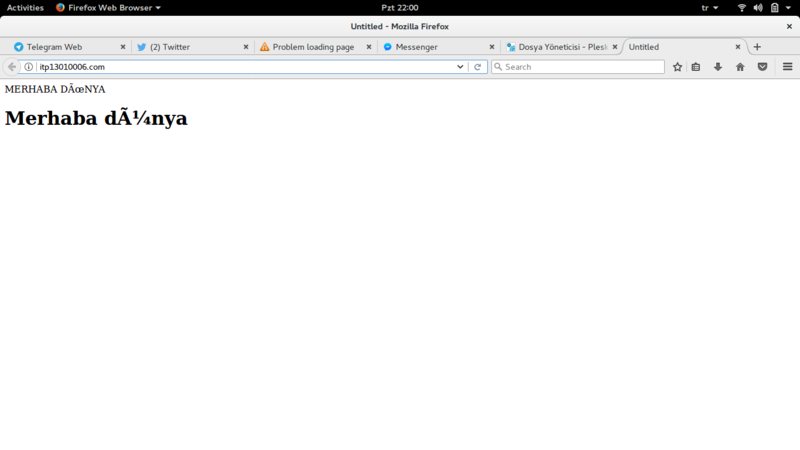 Activities Firefox Web Browser Pzt 22:00 tr
Untitled - Mozilla Firefox
Telegram Web (2) Twitter Problem loading page Messenger Dosya Yöneticisi - Plesk Untitled
itp13010006.com Search
MERHABA DÃœNYA
Merhaba dÃ¼nya